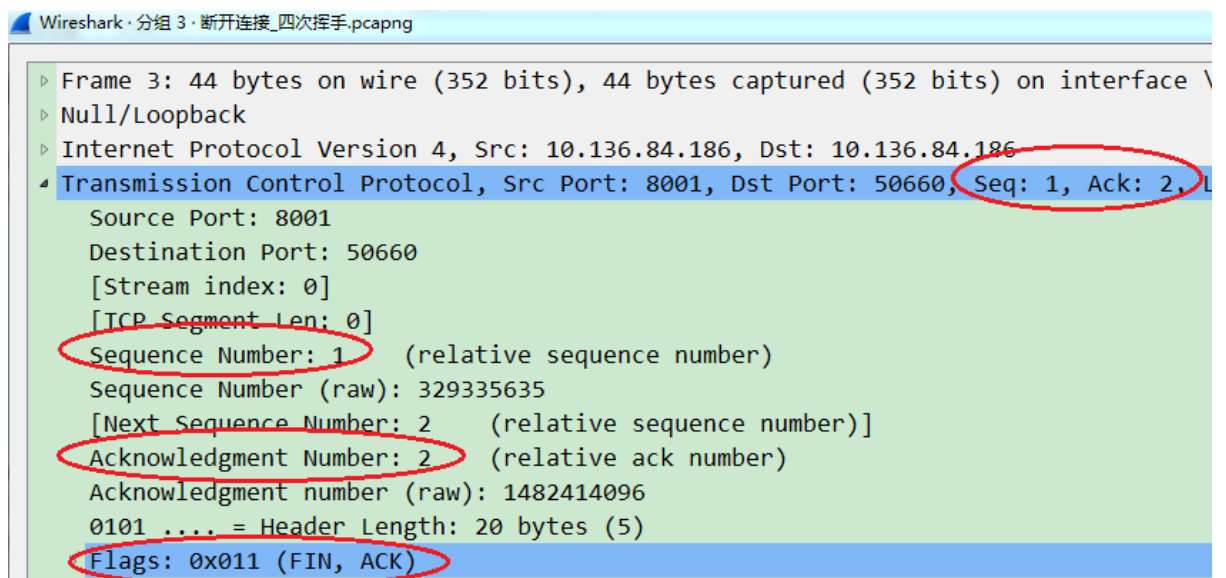 Wireshark · 分组 3 · 断开连接_四次挥手.pcapng
Frame 3: 44 bytes on wire (352 bits), 44 bytes captured (352 bits) on interface \
Null/Loopback
Internet Protocol Version 4, Src: 10.136.84.186, Dst: 10.136.84.186
Transmission Control Protocol, Src Port: 8001, Dst Port: 50660, Seq: 1, Ack: 2, L
Source Port: 8001
Destination Port: 50660
[Stream index: 0]
[TCP Segment Len: 0]
Sequence Number: 1    (relative sequence number)
Sequence Number (raw): 329335635
[Next Sequence Number: 2    (relative sequence number)]
Acknowledgment Number: 2    (relative ack number)
Acknowledgment number (raw): 1482414096
0101 .... = Header Length: 20 bytes (5)
Flags: 0x011 (FIN, ACK)